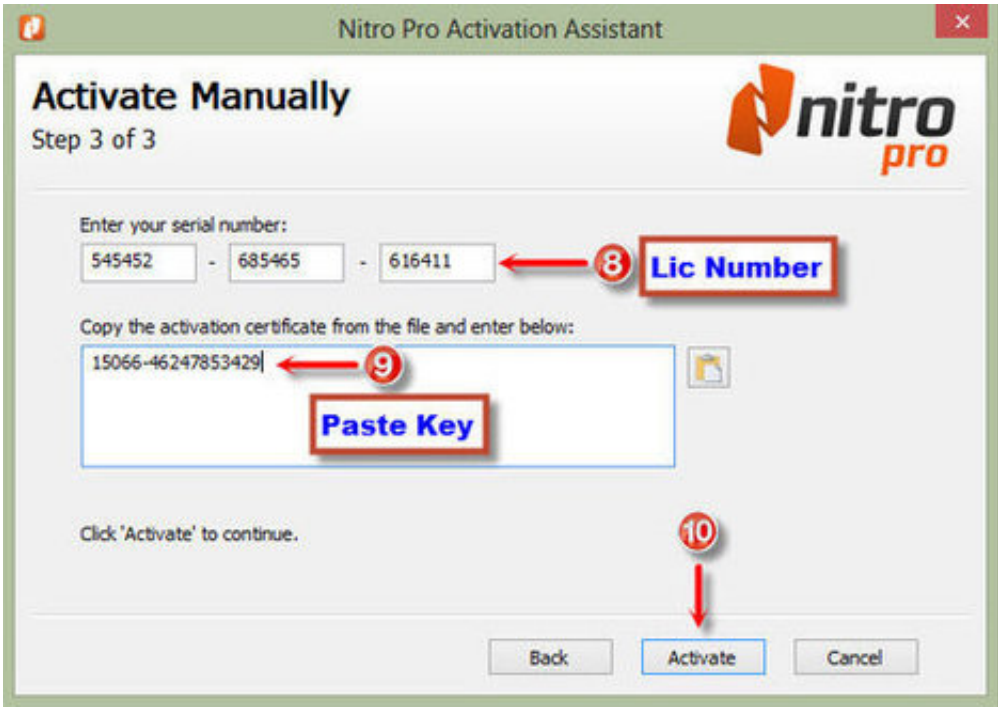 Nitro Pro Activation Assistant
Activate Manually
Step 3 of 3
nitro
pro
Enter your serial number:
545452 - 685465 - 616411
8
Lic Number
Copy the activation certificate from the file and enter below:
15066-46247853429
9
Paste Key
Click 'Activate' to continue.
10
Back Activate Cancel